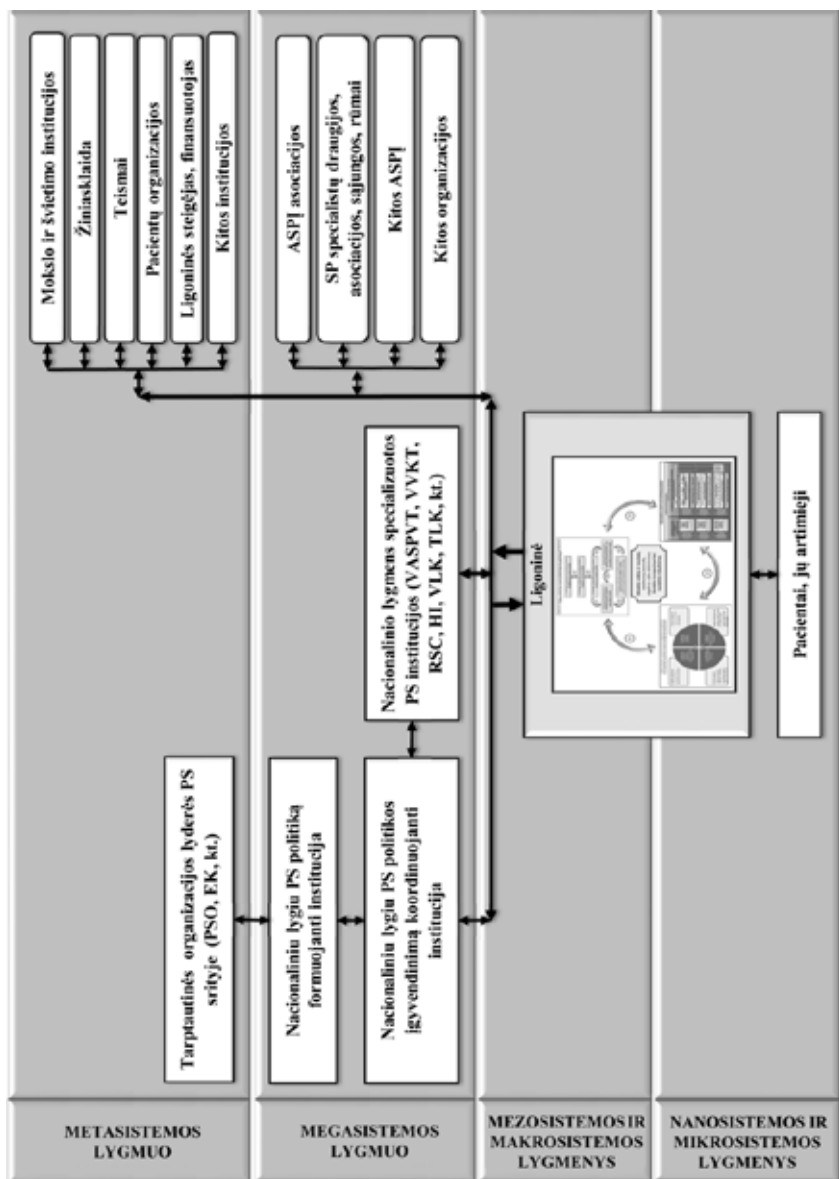 METASISTEMOS
LYGMUO
Tarptautinės organizacijos lyderės PS
srityje (PSO, EK, kt.)
Mokslo ir švietimo institucijos
Žiniasklaida
Teismai
Pacientų organizacijos
Ligoninės steigėjas, finansuotojas
Kitos institucijos
MEGASISTEMOS
LYGMUO
Nacionaliniu lygiu PS politiką
formuojanti institucija
Nacionaliniu lygiu PS politikos
įgyvendinimą koordinuojanti
institucija
Nacionalinio lygmens specializuotos
PS institucijos (VASPVT, VVKT,
RSC, HI, VLK, TLK, kt.)
ASPĮ asociacijos
SP specialistų draugijos,
asociacijos, sąjungos, rūmai
Kitos ASPĮ
Kitos organizacijos
MEZOSISTEMOS IR
MAKROSISTEMOS
LYGMENYS
Ligoninė
NANOSISTEMOS IR
MIKROSISTEMOS
LYGMENYS
Pacientai, jų artimieji